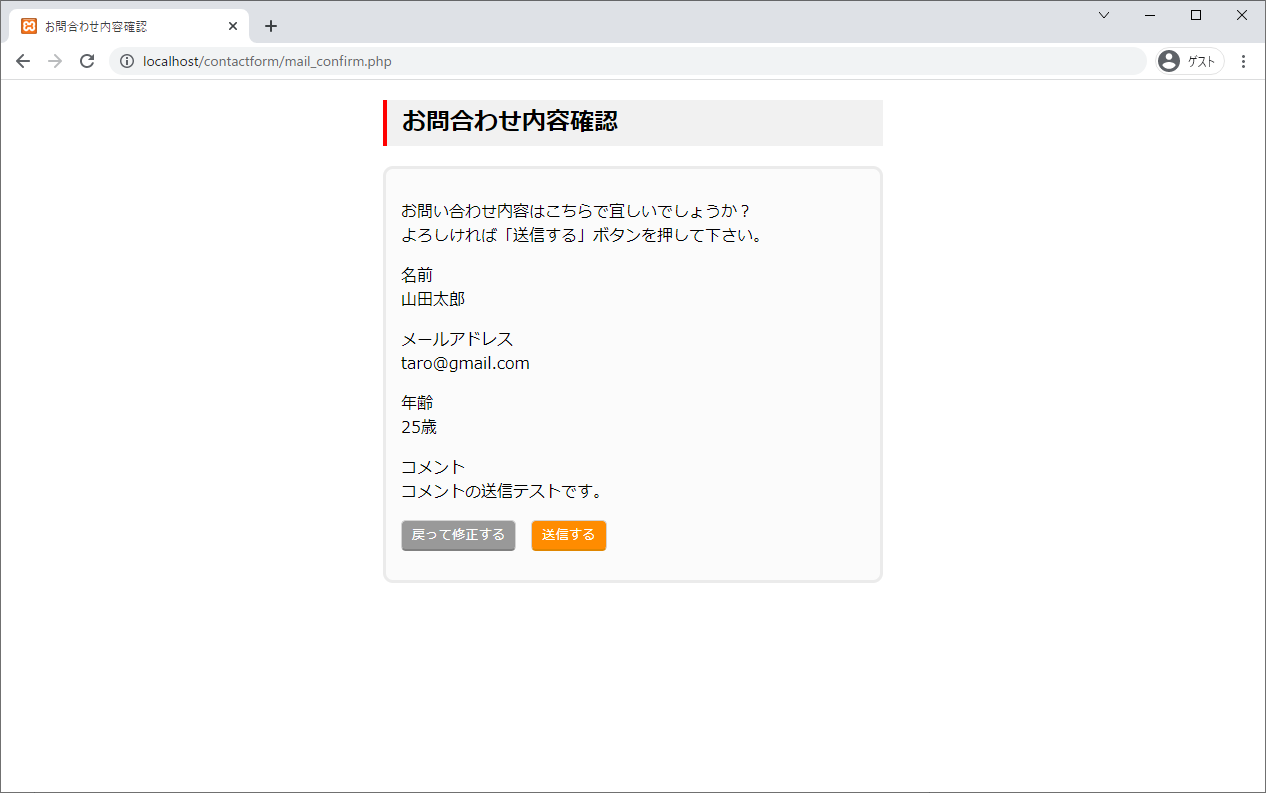 お問合わせ内容確認
localhost/contactform/mail_confirm.php
ゲスト
お問合わせ内容確認
お問い合わせ内容はこちらで宜しいでしょうか？
よろしければ「送信する」ボタンを押して下さい。
名前
山田太郎
メールアドレス
taro@gmail.com
年齢
25歳
コメント
コメントの送信テストです。
戻って修正する 送信する